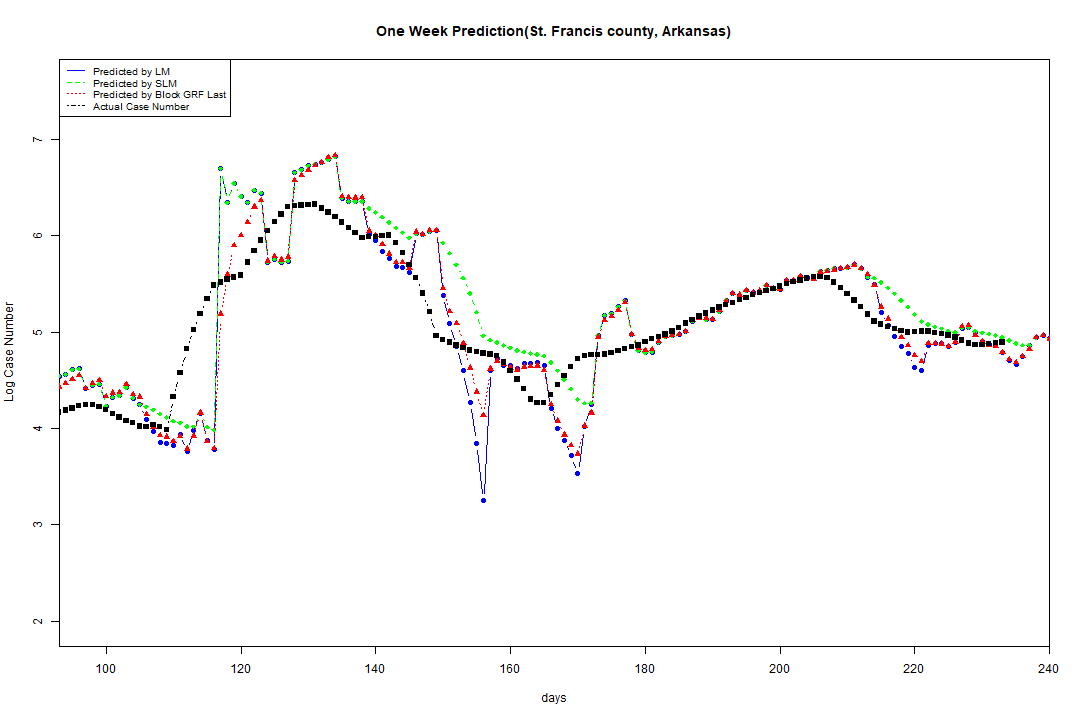 One Week Prediction(St. Francis county, Arkansas)
Predicted by LM
Predicted by SLM
Predicted by Block GRF Last
Actual Case Number
7
6
5
4
3
2
Log Case Number
100 120 140 160 180 200 220 240
days